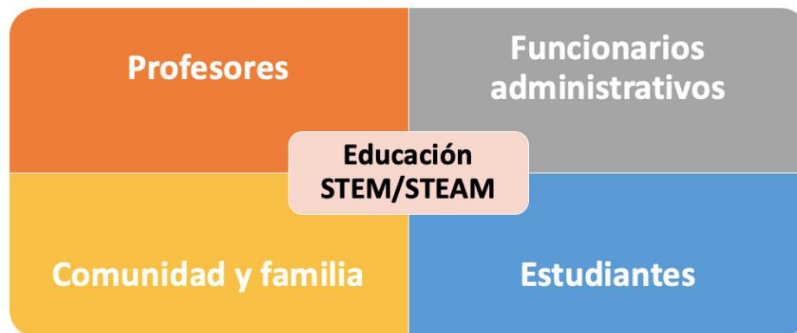 Profesores
Funcionarios
administrativos
Educación
STEM/STEAM
Comunidad y familia
Estudiantes